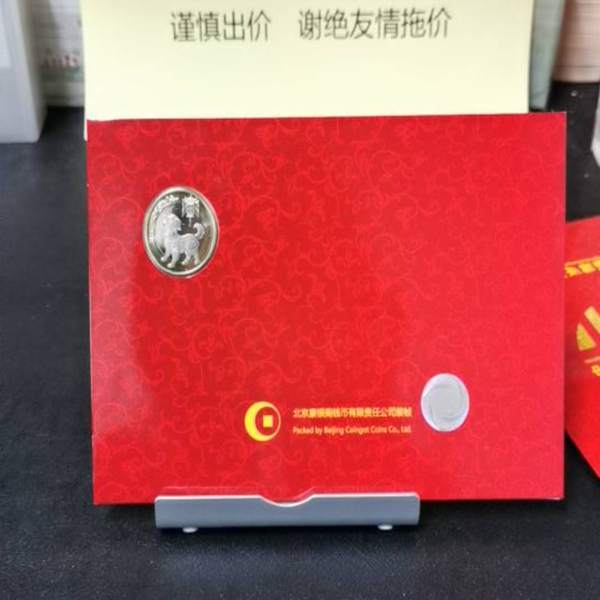 谨慎出价 谢绝友情拖价
北京康银阁钱币有限责任公司装帧
Packed by Beijing Coingot Coins Co., Ltd.